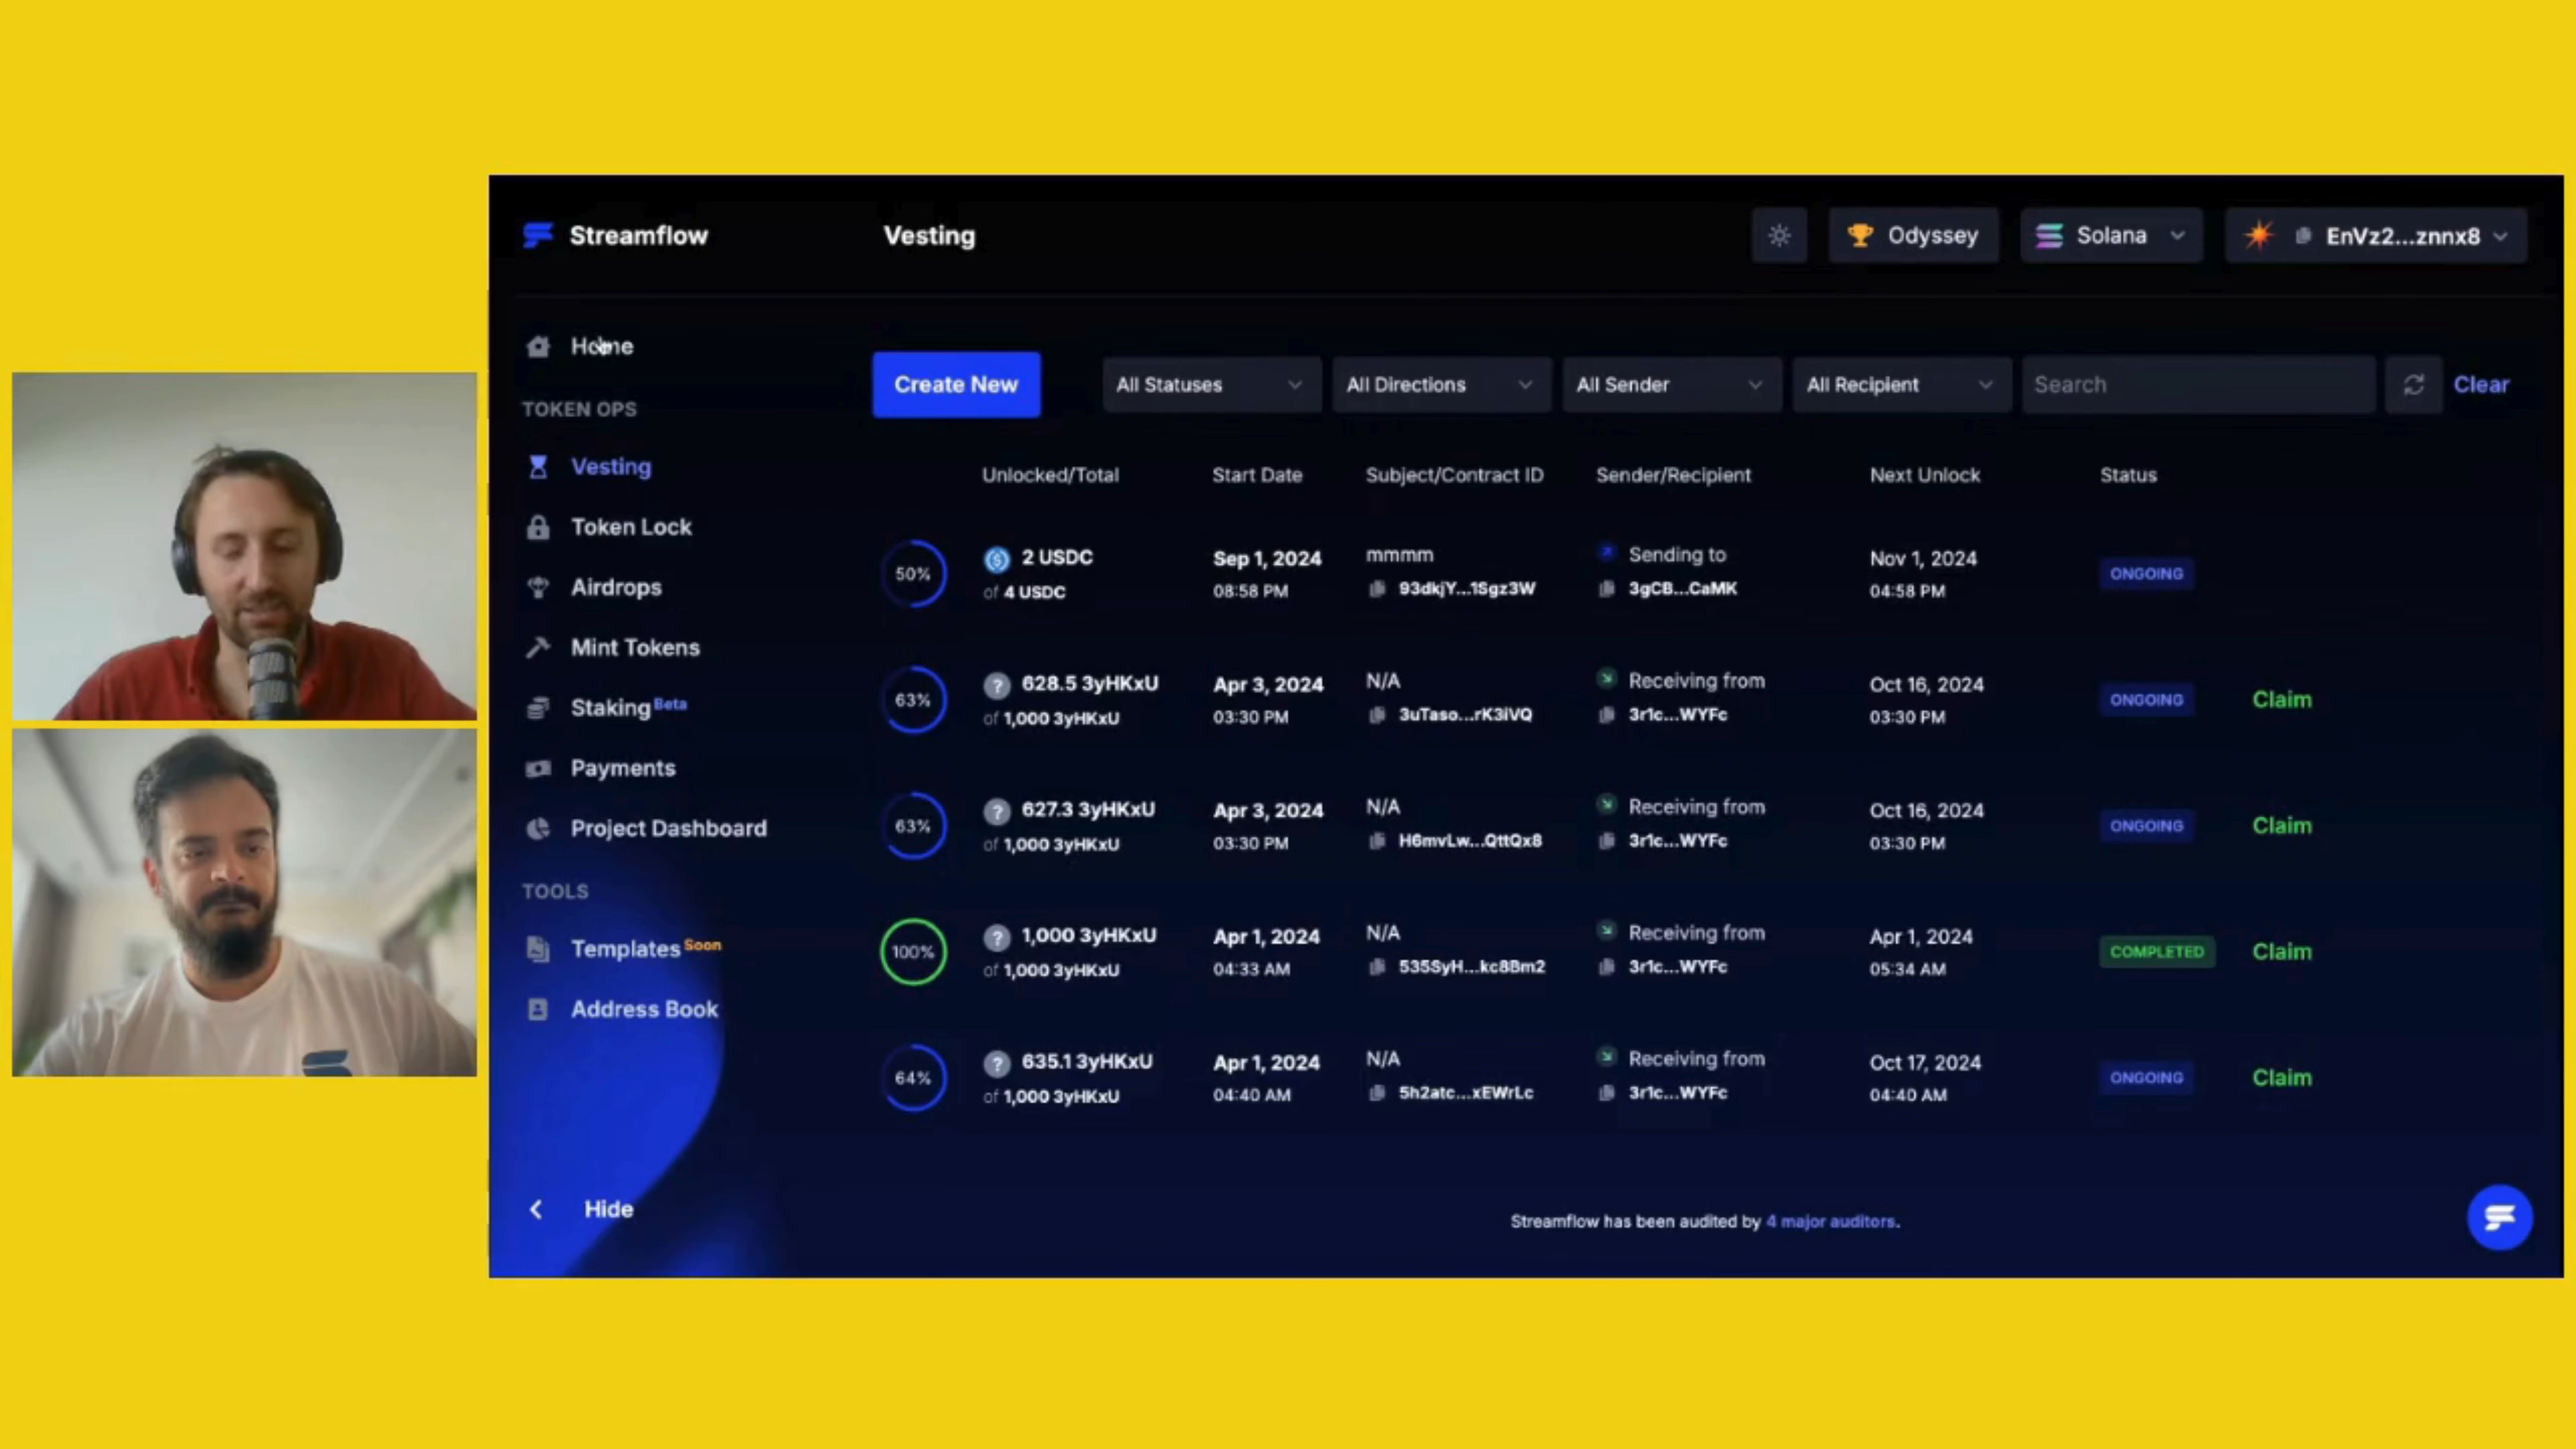 Streamflow
Vesting
Odyssey
Solana
EnVz2...znnx8
Home
TOKEN OPS
Vesting
Token Lock
Airdrops
Mint Tokens
Staking Beta
Payments
Project Dashboard
TOOLS
Templates Soon
Address Book
Hide
Create New
All Statuses
All Directions
All Sender
All Recipient
Search
Clear
Unlocked/Total Start Date Subject/Contract ID Sender/Recipient Next Unlock Status
50% 2 USDC Sep 1, 2024 mmmm Sending to Nov 1, 2024 ONGOING
of 4 USDC 08:58 PM 93dkjY...1Sgz3W 3gCB...CaMK 04:58 PM
63% 628.5 3yHKxU Apr 3, 2024 N/A Receiving from Oct 16, 2024 ONGOING Claim
of 1,000 3yHKxU 03:30 PM 3uTaso...rK3iVQ 3r1c...WYFc 03:30 PM
63% 627.3 3yHKxU Apr 3, 2024 N/A Receiving from Oct 16, 2024 ONGOING Claim
of 1,000 3yHKxU 03:30 PM H6mvLw...QttQx8 3r1c...WYFc 03:30 PM
100% 1,000 3yHKxU Apr 1, 2024 N/A Receiving from Apr 1, 2024 COMPLETED Claim
of 1,000 3yHKxU 04:33 AM 535SyH...kc8Bm2 3r1c...WYFc 05:34 AM
64% 635.1 3yHKxU Apr 1, 2024 N/A Receiving from Oct 17, 2024 ONGOING Claim
of 1,000 3yHKxU 04:40 AM 5h2atc...xEWrLc 3r1c...WYFc 04:40 AM
Streamflow has been audited by 4 major auditors.